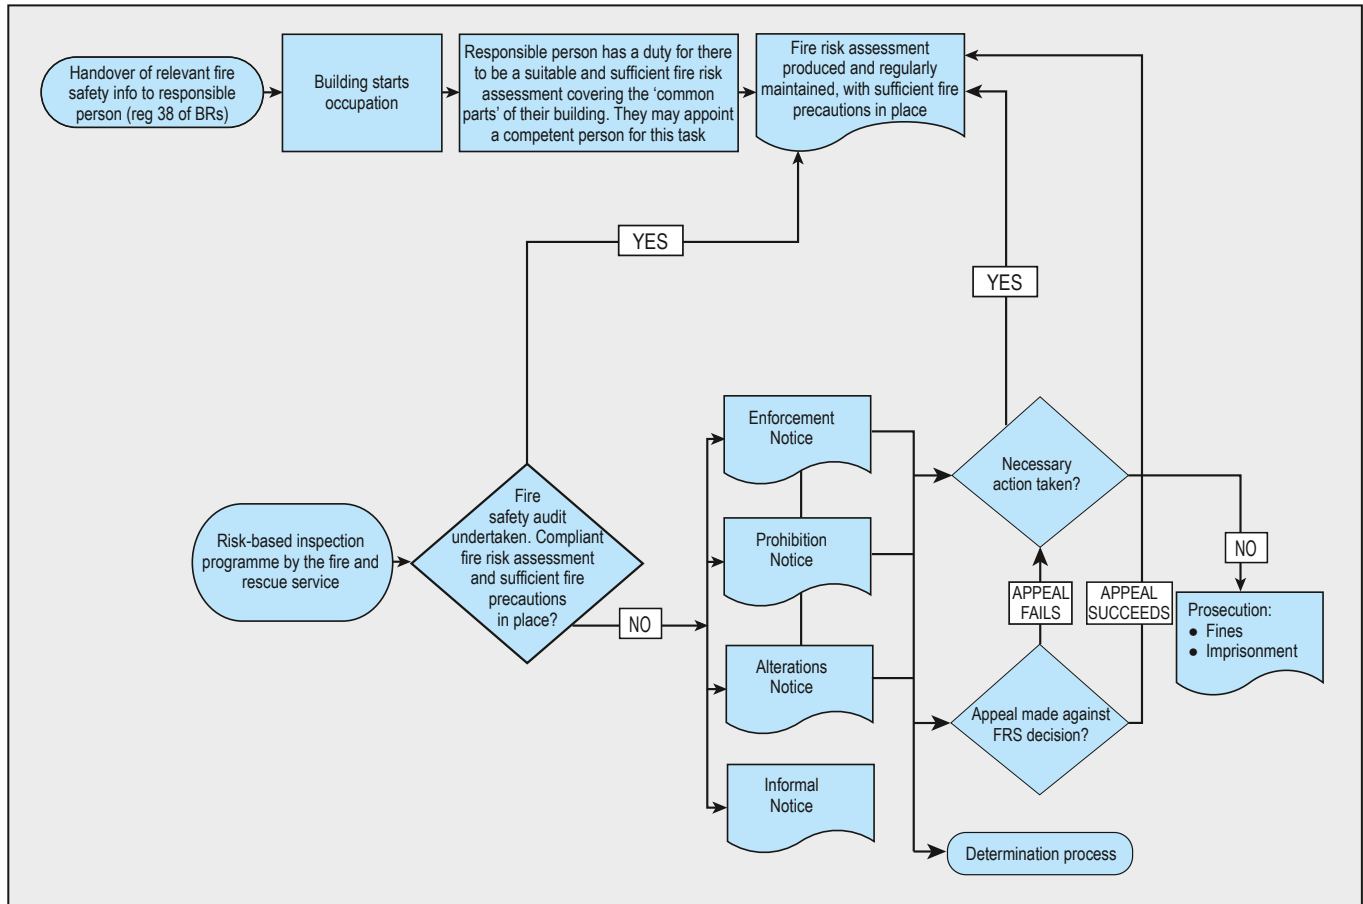 Handover of relevant fire
safety info to responsible
person (reg 38 of BRs)
Building starts
occupation
Responsible person has a duty for there
to be a suitable and sufficient fire risk
assessment covering the ‘common
parts’ of their building. They may appoint
a competent person for this task
Fire risk assessment
produced and regularly
maintained, with sufficient fire
precautions in place
YES
YES
Enforcement
Notice
Necessary
action taken?
Risk-based inspection
programme by the fire and
rescue service
Fire
safety audit
undertaken. Compliant
fire risk assessment
and sufficient fire
precautions
in place?
NO
Prohibition
Notice
NO
APPEAL
FAILS
APPEAL
SUCCEEDS
Prosecution:
● Fines
● Imprisonment
Alterations
Notice
Appeal made against
FRS decision?
Informal
Notice
Determination process